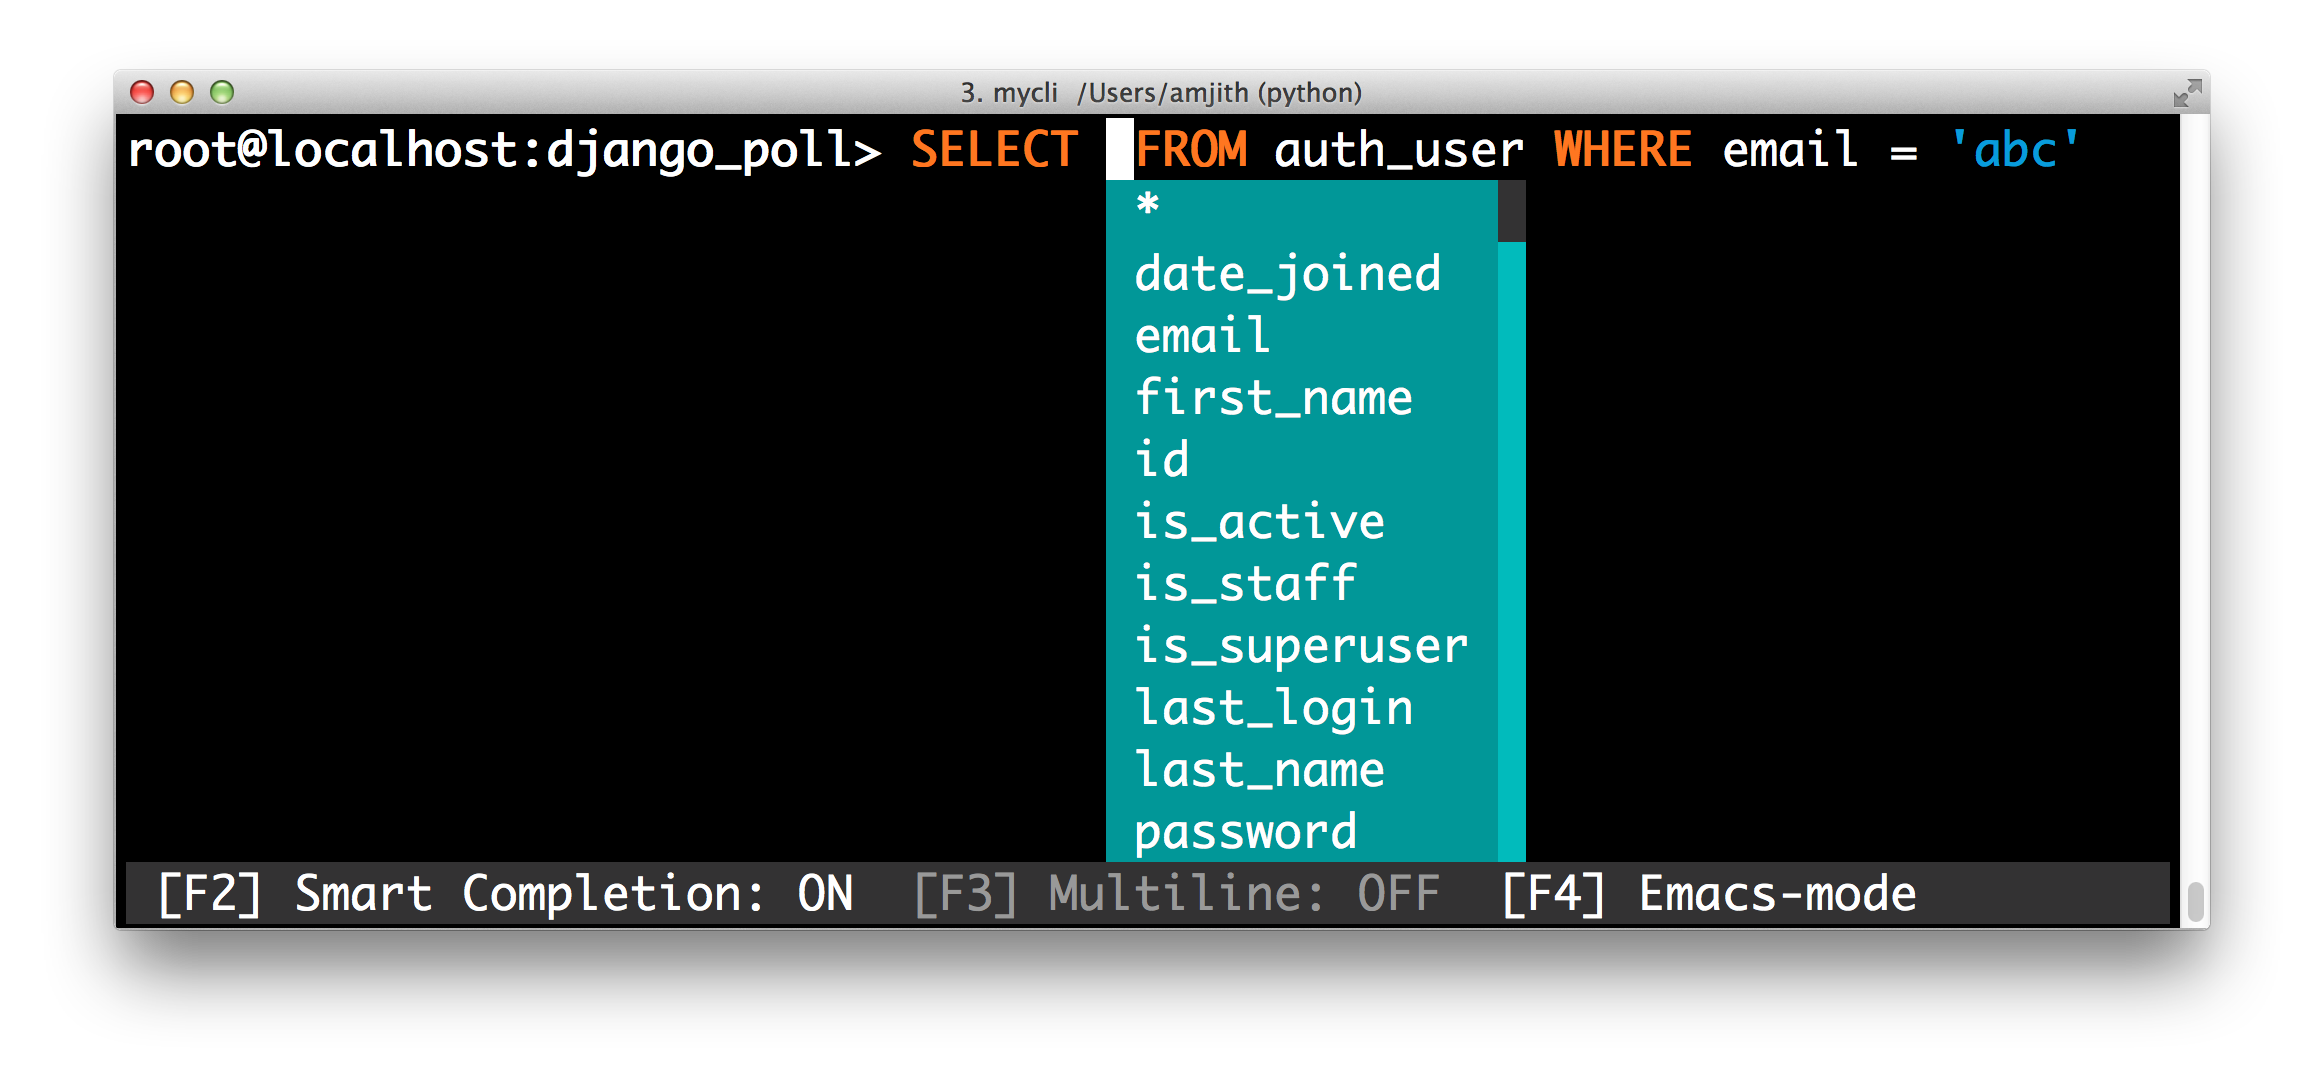 3. mycli /Users/amjith (python)
root@localhost:django_poll> SELECT FROM auth_user WHERE email = 'abc'
*
date_joined
email
first_name
id
is_active
is_staff
is_superuser
last_login
last_name
password
[F2] Smart Completion: ON [F3] Multiline: OFF [F4] Emacs-mode